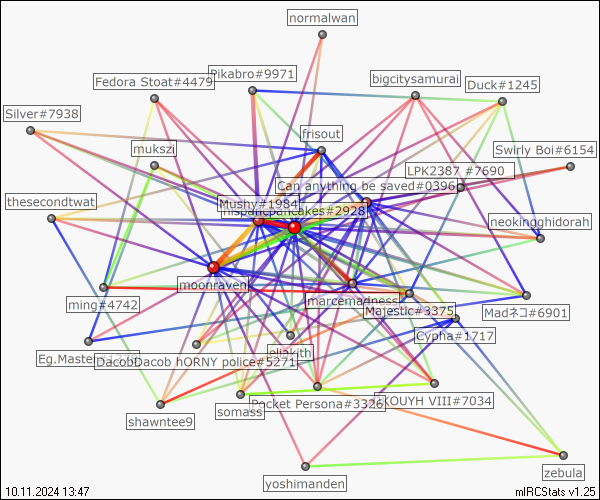 normalwan
Pikabro#9971
bigcitysamurai
Fedora Stoat#4479
Duck#1245
Silver#7938
frisout
mukszi
Swirly Boi#6154
LPK2387 #7690
Can anything be saved#0396
thesecondtwat
Mushy#1984
hispanicpancakes#2928
neokingghidorah
moonraven
marcemadness
ming#4742
Majestic#3375
Madネコ#6901
Cypha#1717
Eg.Master
DacobDacob hORNY police#5271
KOUYH VIII#7034
Pocket Persona#3326
somass
shawntee9
zebula
yoshimanden
10.11.2024 13:47
mIRCStats v1.25